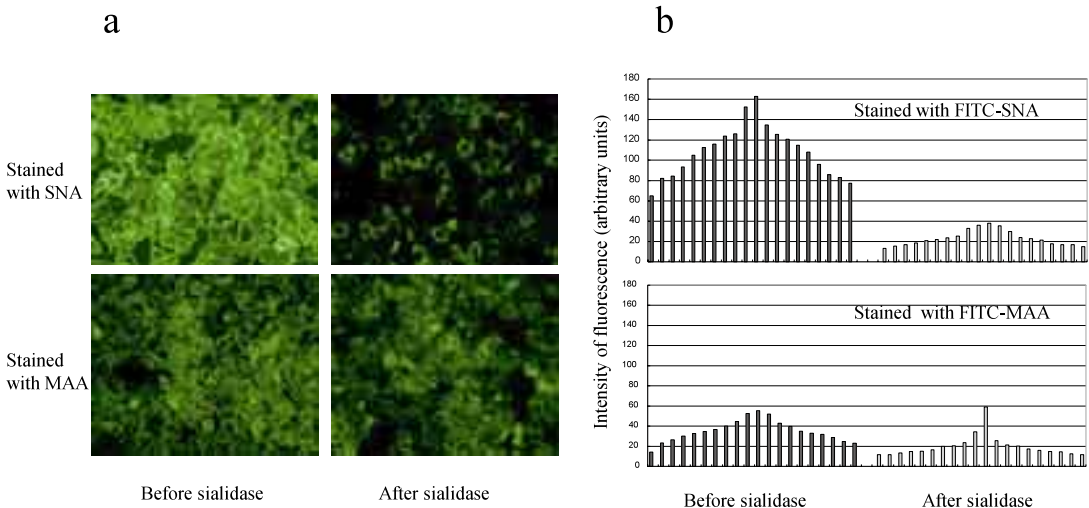 a
Stained
with SNA
Stained
with MAA
Before sialidase
After sialidase
b
Intensity of fluorescence (arbitrary units)
180
160
140
120
100
80
60
40
20
0
Stained with FITC-SNA
180
160
140
120
100
80
60
40
20
0
Stained with FITC-MAA
Before sialidase
After sialidase